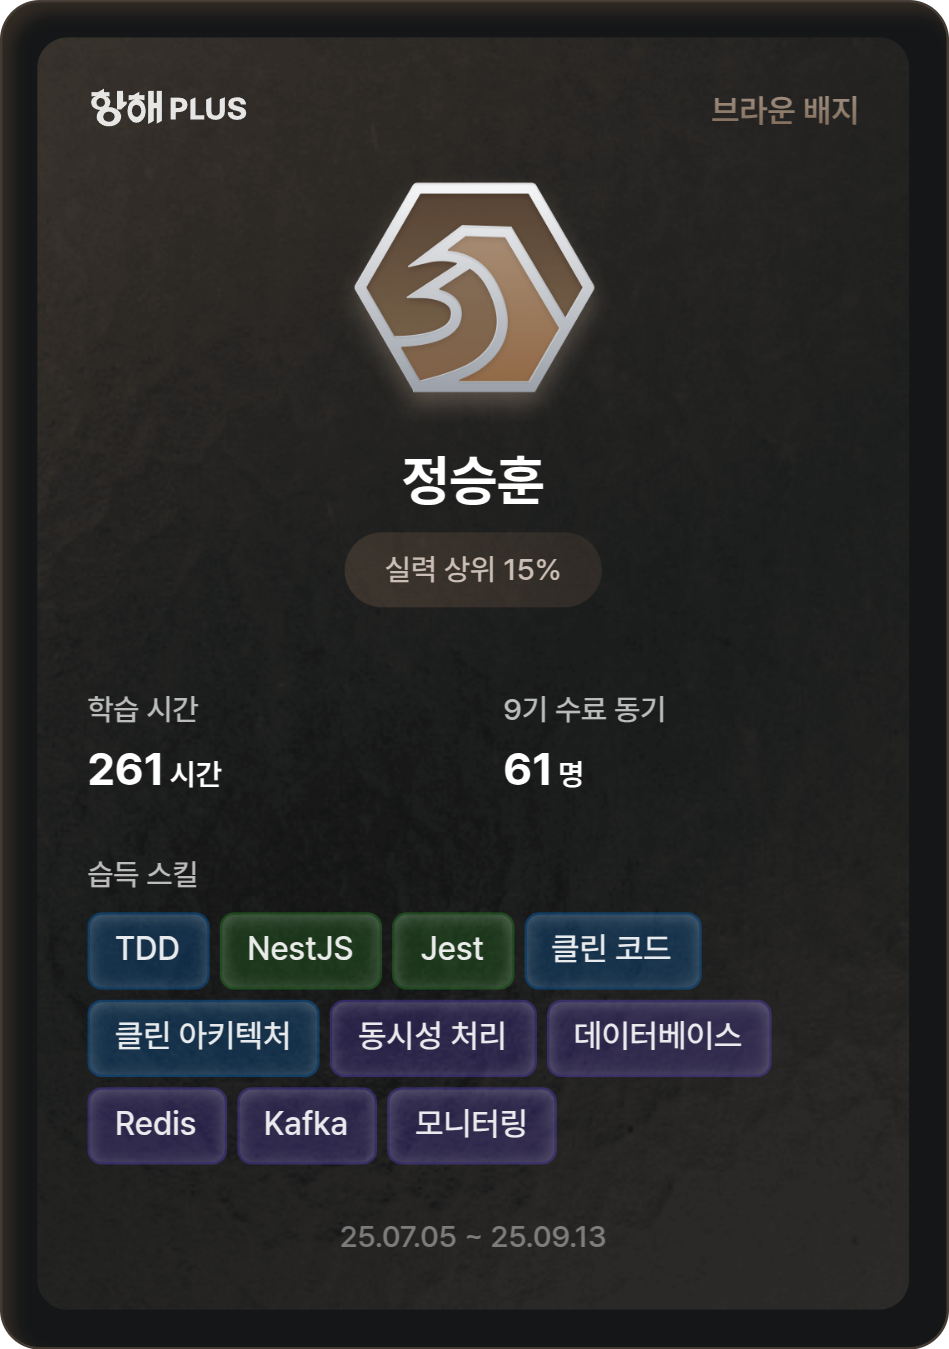 항해 PLUS
브라운 배지
정승훈
실력 상위 15%
학습 시간
261 시간
9기 수료 동기
61 명
습득 스킬
TDD NestJS Jest 클린 코드
클린 아키텍처 동시성 처리 데이터베이스
Redis Kafka 모니터링
25.07.05 ~ 25.09.13